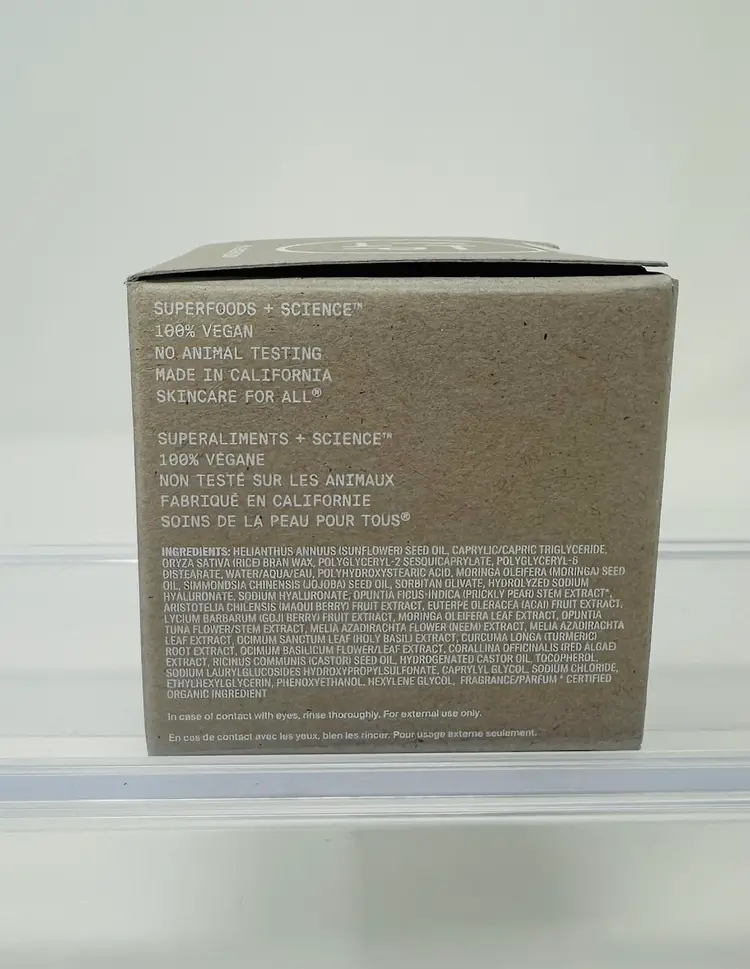 SUPERFOODS + SCIENCE™
100% VEGAN
NO ANIMAL TESTING
MADE IN CALIFORNIA
SKINCARE FOR ALL®
SUPERALIMENTS + SCIENCE™
100% VÉGANE
NON TESTÉ SUR LES ANIMAUX
FABRIQUÉ EN CALIFORNIE
SOINS DE LA PEAU POUR TOUS®
INGREDIENTS: HELIANTHUS ANNUUS (SUNFLOWER) SEED OIL, CAPRYLIC/CAPRIC TRIGLYCERIDE,
ORYZA SATIVA (RICE) BRAN WAX, POLYGLYCERYL-2 SESQUICAPRYLATE, POLYGLYCERYL-6
DISTEARATE, WATER/AQUA/EAU, POLYHYDROXYSTEARIC ACID, MORINGA OLEIFERA (MORINGA) SEED
OIL, SIMMONDSIA CHINENSIS (JOJOBA) SEED OIL, SORBITAN OLIVATE, HYDROLYZED SODIUM
HYALURONATE, SODIUM HYALURONATE, OPUNTIA FICUS-INDICA (PRICKLY PEAR) STEM EXTRACT*,
ARISTOTELIA CHILENSIS (MAQUI BERRY) FRUIT EXTRACT, EUTERPE OLERACEA (ACAI) FRUIT EXTRACT,
LYCIUM BARBARUM (GOJI BERRY) FRUIT EXTRACT, MORINGA OLEIFERA LEAF EXTRACT, OPUNTIA
TUNA FLOWER/STEM EXTRACT, MELIA AZADIRACHTA FLOWER (NEEM) EXTRACT, MELIA AZADIRACHTA
LEAF EXTRACT, OCIMUM SANCTUM LEAF (HOLY BASIL) EXTRACT, CURCUMA LONGA (TURMERIC)
ROOT EXTRACT, OCIMUM BASILICUM FLOWER/LEAF EXTRACT, CORALLINA OFFICINALIS (RED ALGAE)
EXTRACT, RICINUS COMMUNIS (CASTOR) SEED OIL, HYDROGENATED CASTOR OIL, TOCOPHEROL,
SODIUM LAURYLGLUCOSIDES HYDROXYPROPYLSULFONATE, CAPRYLYL GLYCOL, SODIUM CHLORIDE,
ETHYLHEXYLGLYCERIN, PHENOXYETHANOL, HEXYLENE GLYCOL, FRAGRANCE/PARFUM * CERTIFIED
ORGANIC INGREDIENT
In case of contact with eyes, rinse thoroughly. For external use only.
En cas de contact avec les yeux, bien les rincer. Pour usage externe seulement.